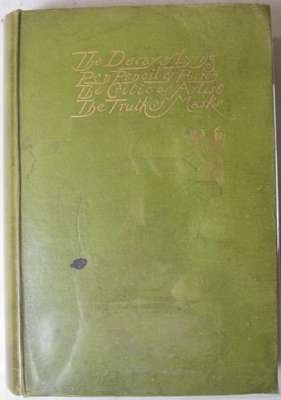 The Decay of Lying
Pen Pencil & Poison
The Critic as Artist
The Truth of Masks